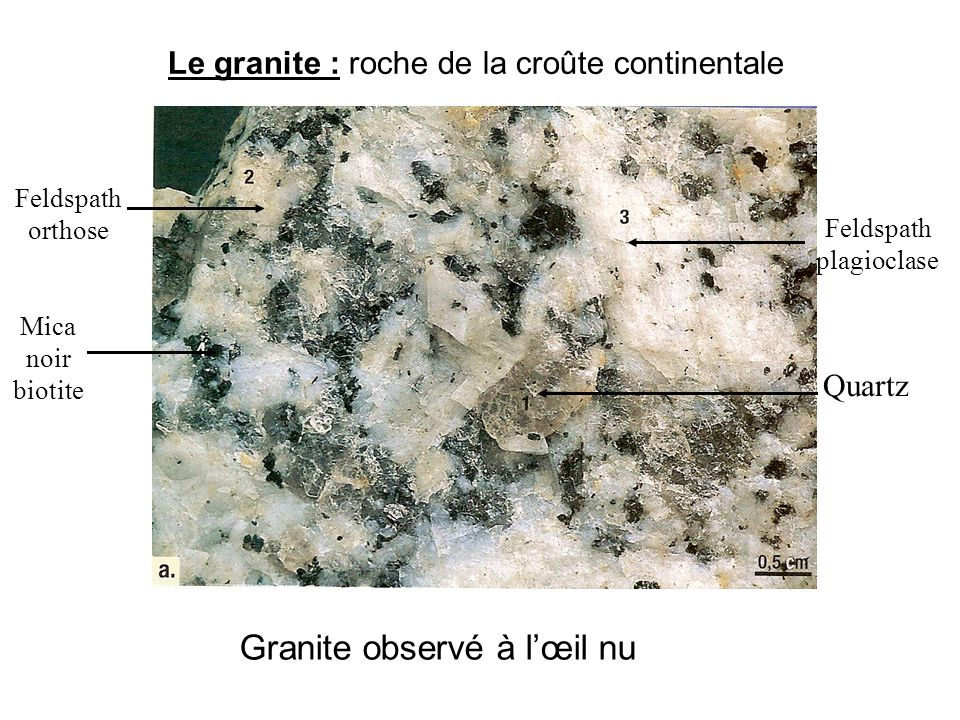 Le granite : roche de la croûte continentale
2
Feldspath
orthose
3
Feldspath
plagioclase
Mica
noir
biotite
4
Quartz
1
a.
0,5 cm
Granite observé à l’œil nu